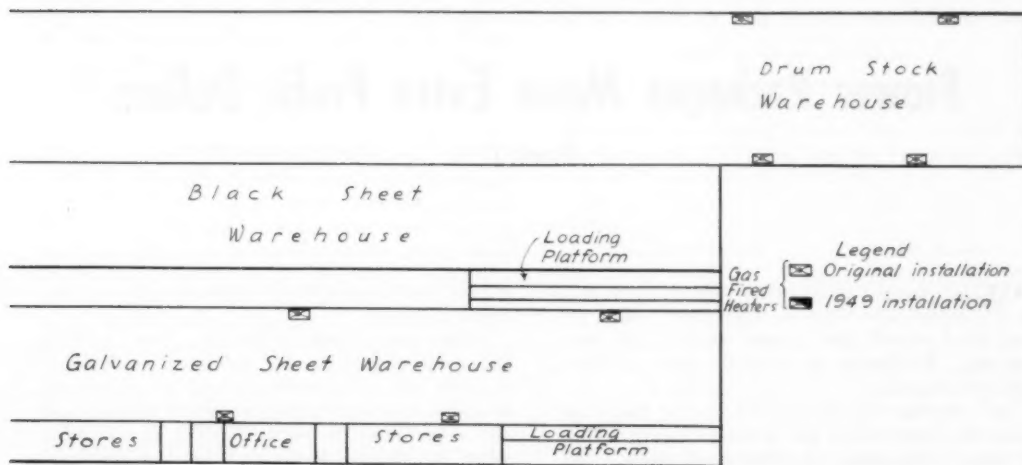 Drum Stock
Warehouse
Black Sheet
Warehouse
Loading
Platform
Legend
Gas
Fired
Heaters
Original installation
1949 installation
Galvanized Sheet Warehouse
Stores
Office
Stores
Loading
Platform